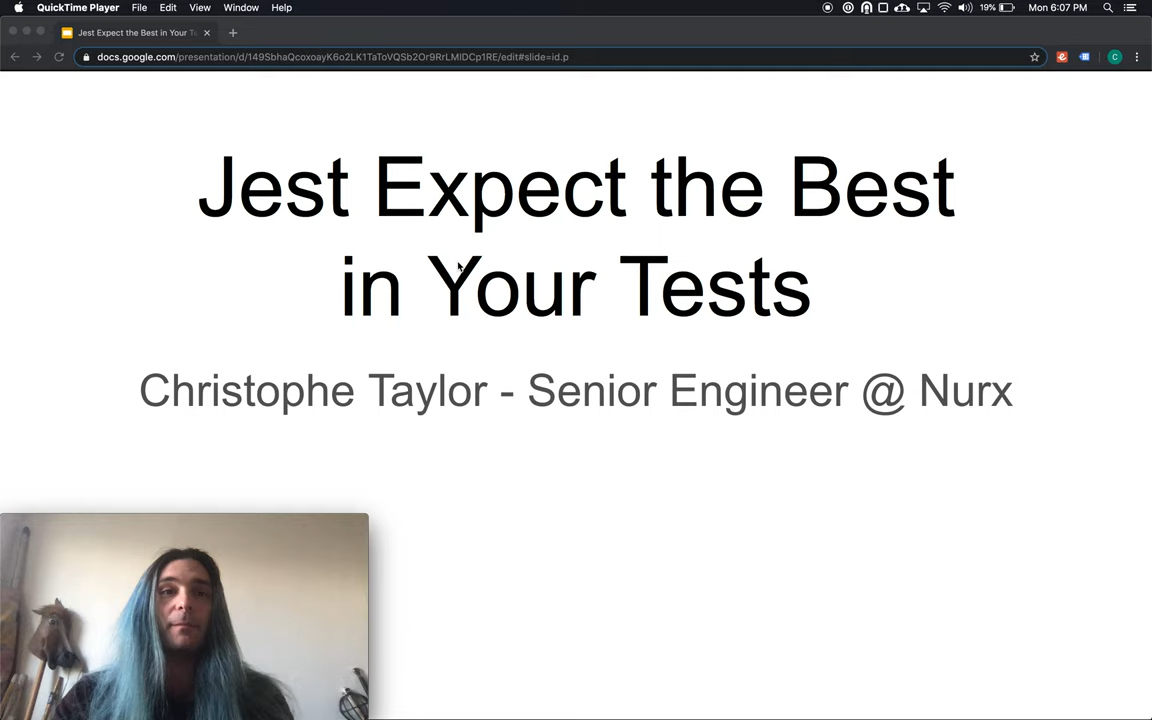 QuickTime Player File Edit View Window Help 19% Mon 6:07 PM
Jest Expect the Best in Your Te
docs.google.com/presentation/d/149SbhaQcoxoayK6o2LK1TaToVQSb2Or9RrLMIDCp1RE/edit#slide=id.p
C
Jest Expect the Best
in Your Tests
Christophe Taylor - Senior Engineer @ Nurx